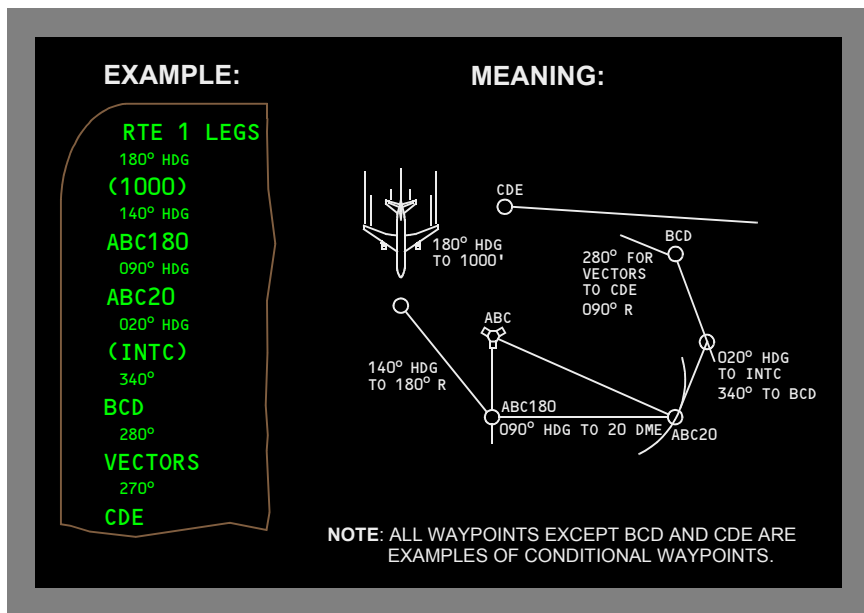 EXAMPLE:
RTE 1 LEGS
180° HDG
(1000)
140° HDG
ABC180
090° HDG
ABC20
020° HDG
(INTC)
340°
BCD
280°
VECTORS
270°
CDE
MEANING:
CDE
180° HDG
TO 1000'
BCD
280° FOR
VECTORS
TO CDE
090° R
ABC
140° HDG
TO 180° R
020° HDG
TO INTC
340° TO BCD
ABC180
090° HDG TO 20 DME
ABC20
NOTE: ALL WAYPOINTS EXCEPT BCD AND CDE ARE
EXAMPLES OF CONDITIONAL WAYPOINTS.